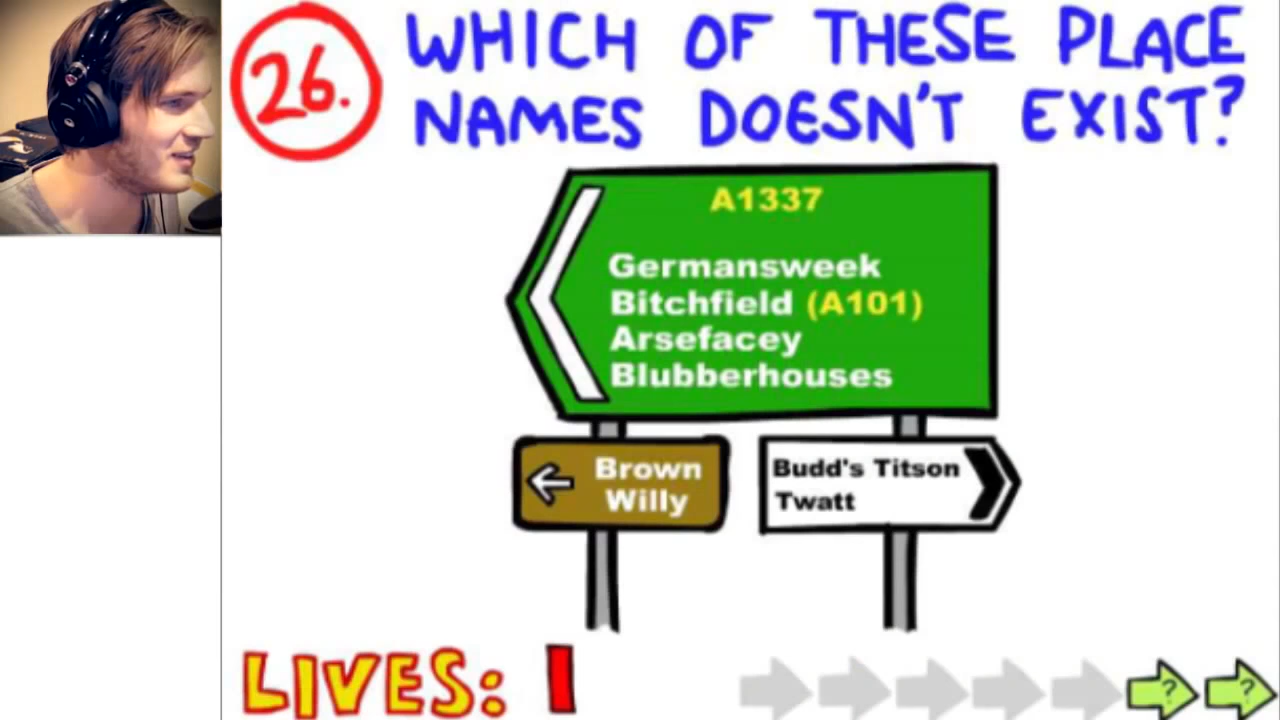 26.
WHICH OF THESE PLACE
NAMES DOESN'T EXIST?
A1337
Germansweek
Bitchfield (A101)
Arsefacey
Blubberhouses
Brown
Willy
Budd's Titson
Twatt
LIVES: 1
? ?